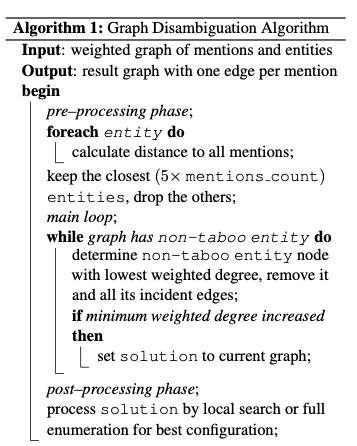 Algorithm 1: Graph Disambiguation Algorithm
Input: weighted graph of mentions and entities
Output: result graph with one edge per mention
begin
pre–processing phase;
foreach entity do
calculate distance to all mentions;
keep the closest (5× mentions_count)
entities, drop the others;
main loop;
while graph has non-taboo entity do
determine non-taboo entity node
with lowest weighted degree, remove it
and all its incident edges;
if minimum weighted degree increased
then
set solution to current graph;
post–processing phase;
process solution by local search or full
enumeration for best configuration;